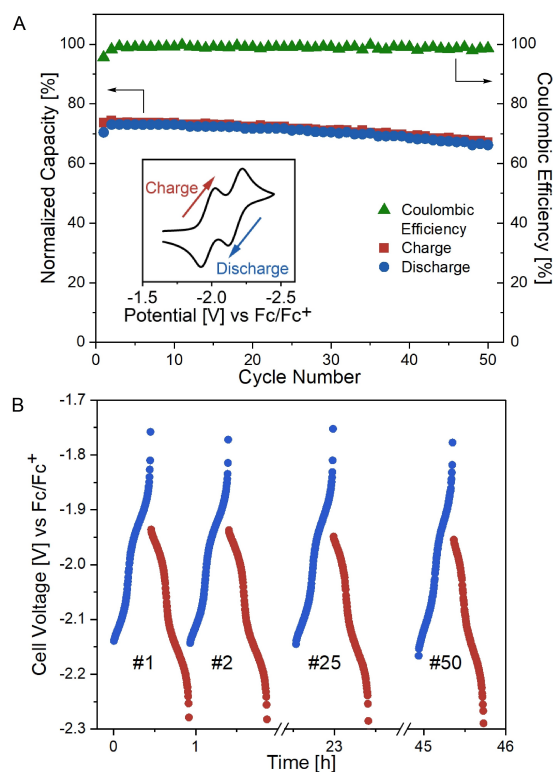 A
Normalized Capacity [%]
100
80
60
40
20
0
100
80
60
40
20
0
Coulombic Efficiency [%]
Charge
Discharge
-1.5 -2.0 -2.5
Potential [V] vs Fc/Fc+
Coulombic
Efficiency
Charge
Discharge
0 10 20 30 40 50
Cycle Number
B
Cell Voltage [V] vs Fc/Fc+
-1.7
-1.8
-1.9
-2.0
-2.1
-2.2
-2.3
#1 #2 #25 #50
0 1 23 45 46
Time [h]